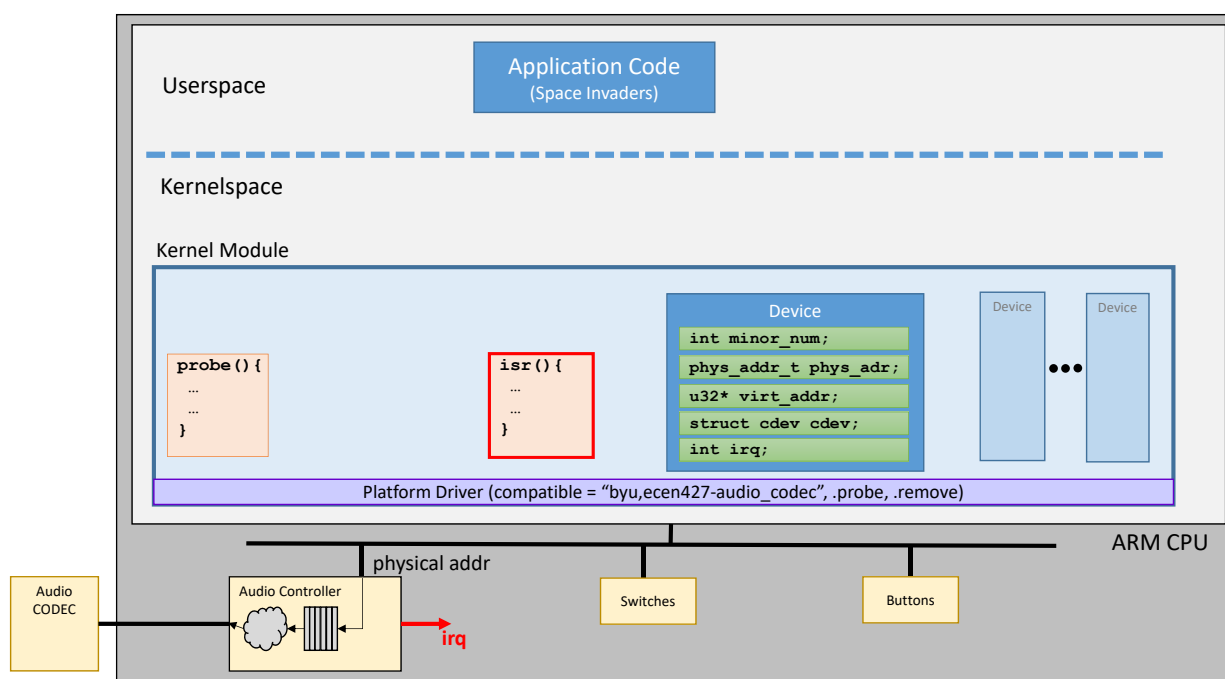 Userspace
Application Code
(Space Invaders)
Kernelspace
Kernel Module
probe(){
…
…
}
isr(){
…
…
}
Device
int minor_num;
phys_addr_t phys_adr;
u32* virt_addr;
struct cdev cdev;
int irq;
Device
Device
Platform Driver (compatible = “byu,ecen427-audio_codec”, .probe, .remove)
ARM CPU
physical addr
Audio
CODEC
Audio Controller
irq
Switches
Buttons